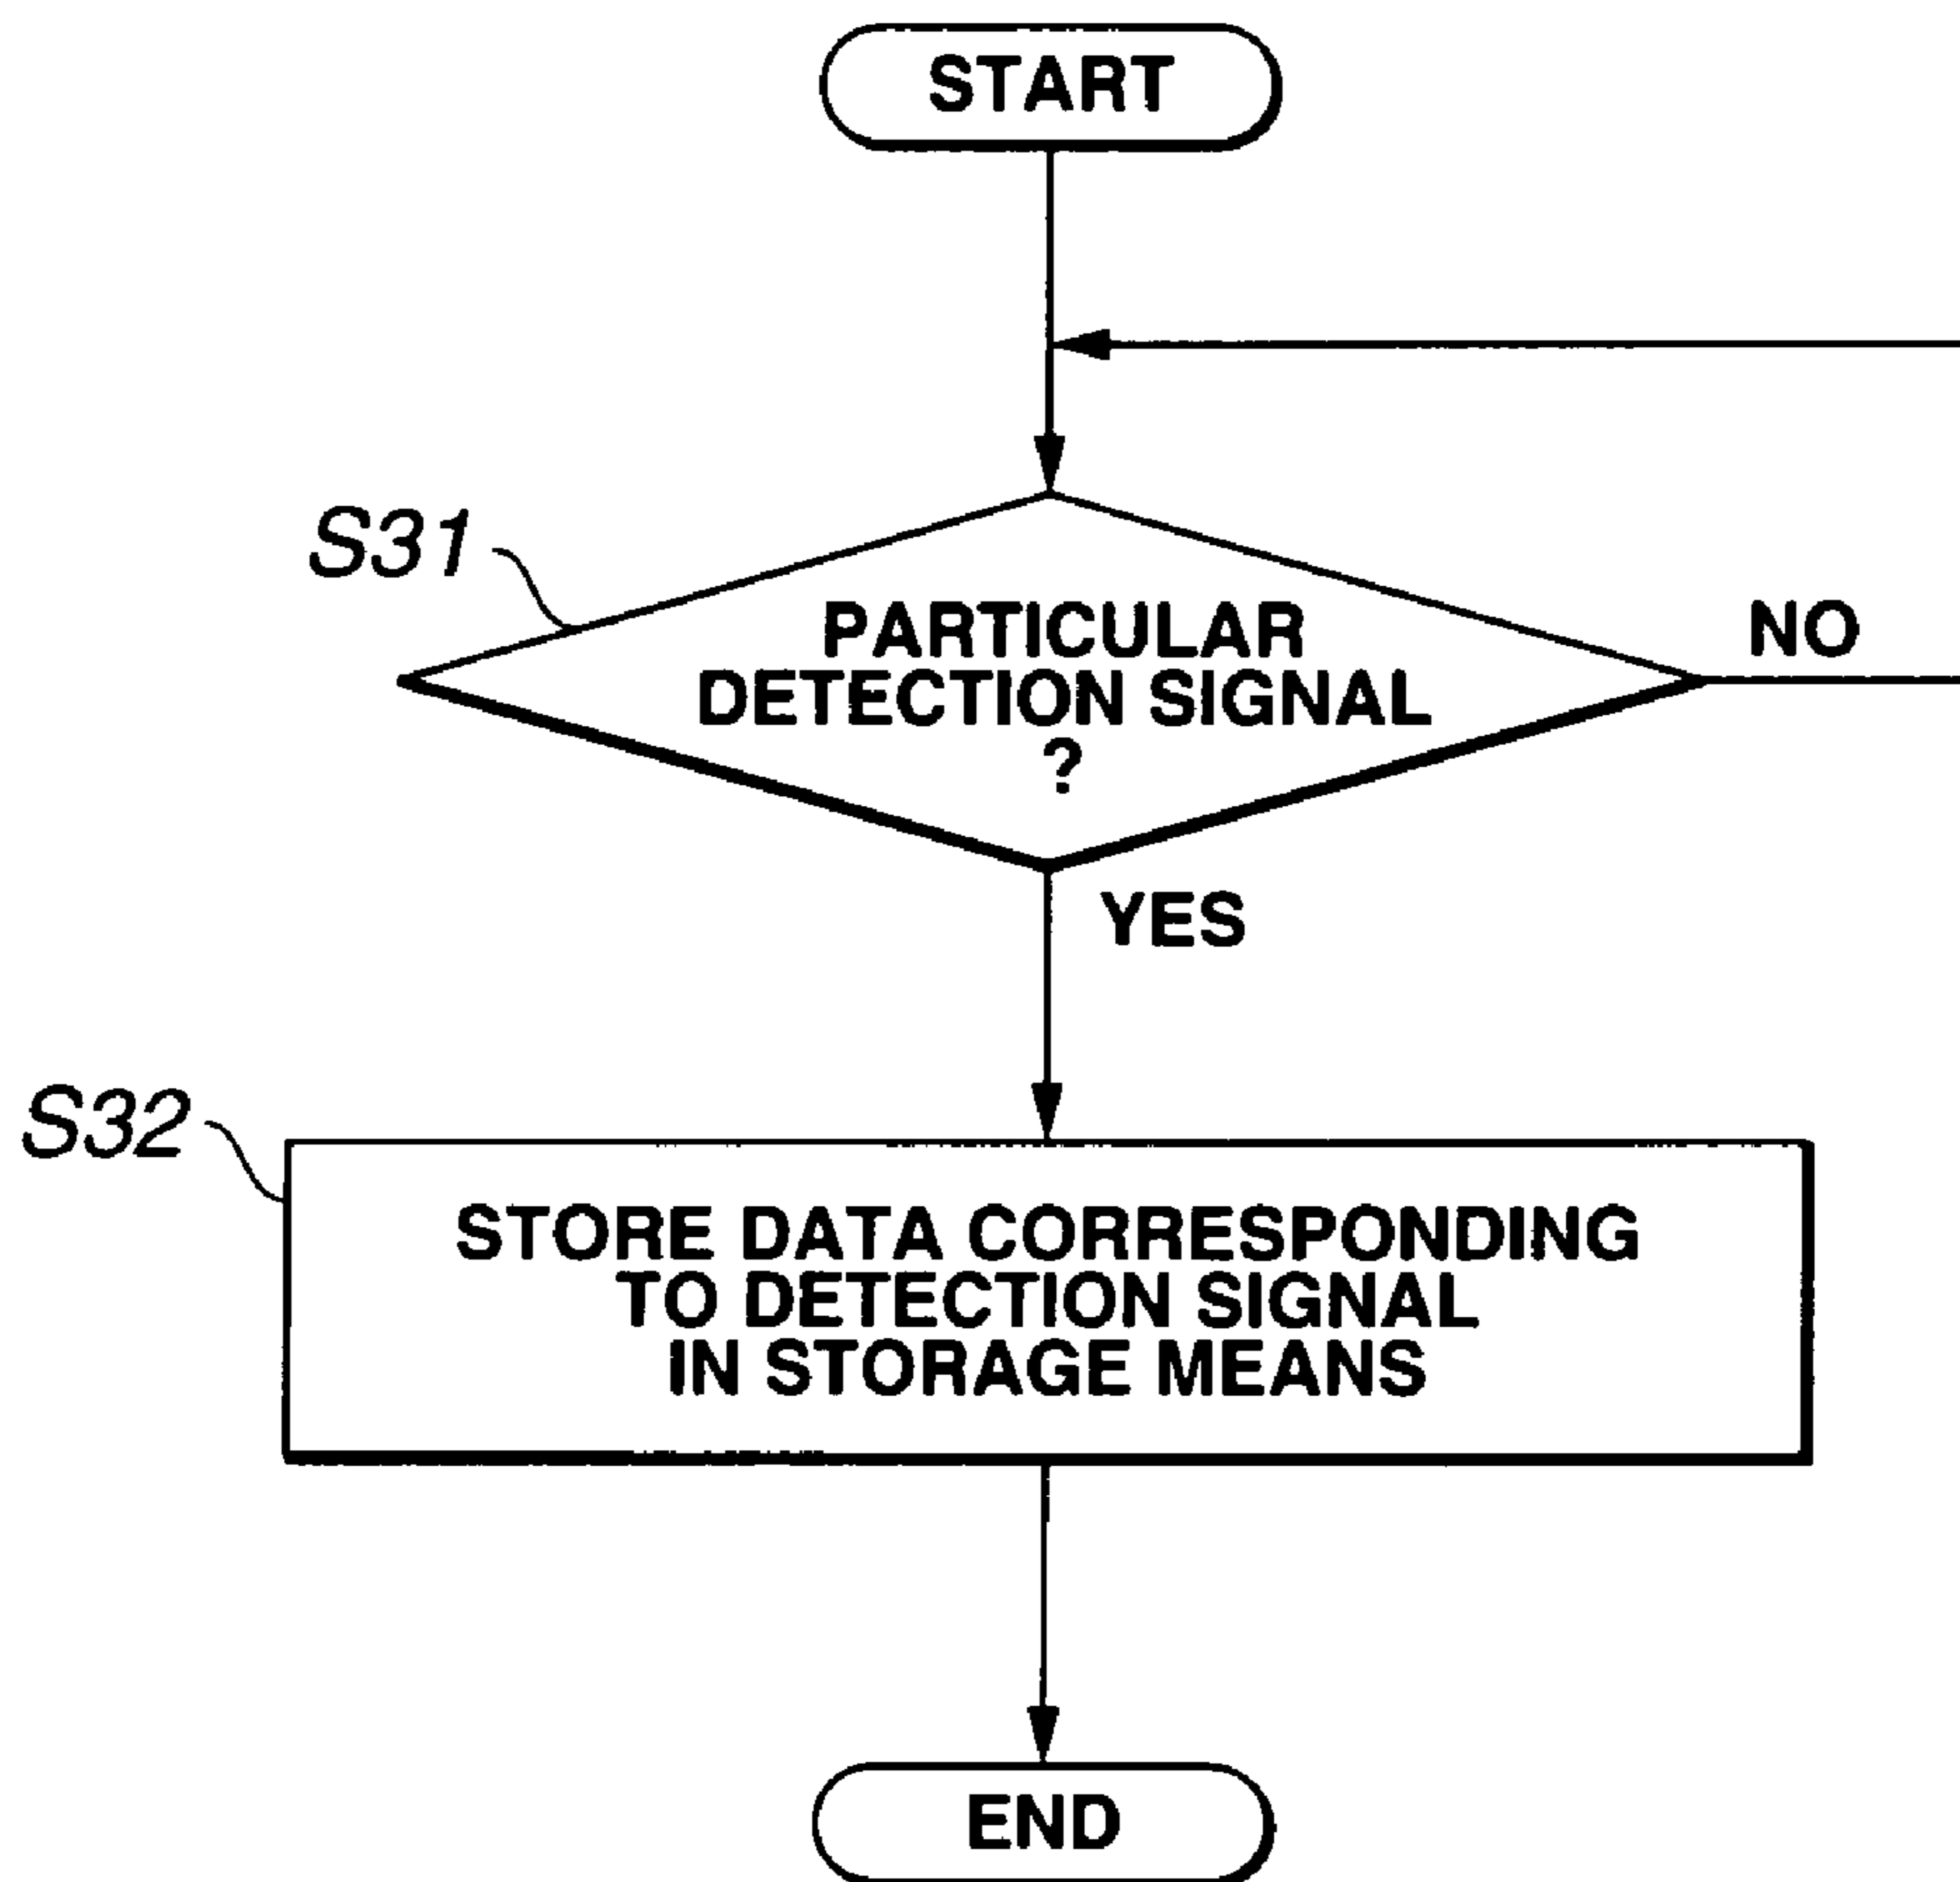 START
S31
PARTICULAR
DETECTION SIGNAL
?
NO
YES
S32
STORE DATA CORRESPONDING
TO DETECTION SIGNAL
IN STORAGE MEANS
END